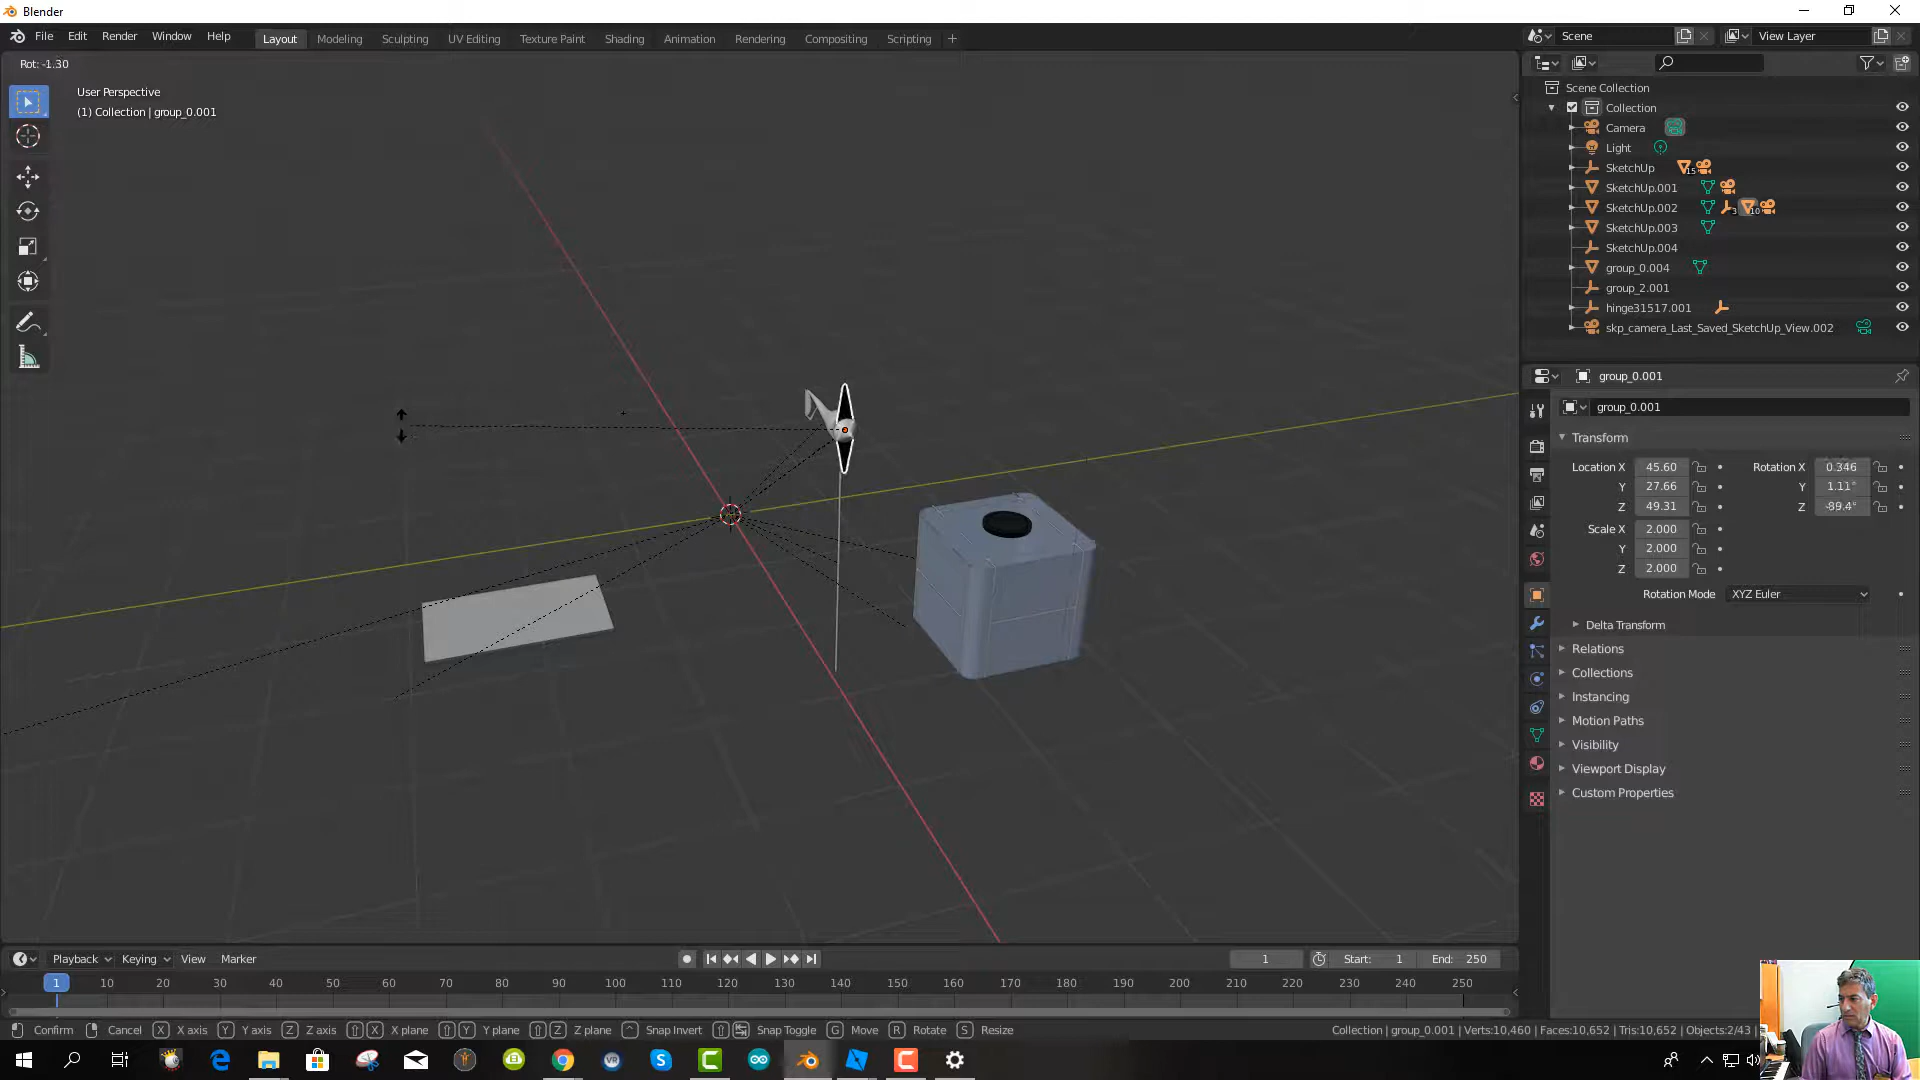 Blender
File Edit Render Window Help
Layout Modeling Sculpting UV Editing Texture Paint Shading Animation Rendering Compositing Scripting +
Scene
View Layer
Rot: -1.30
User Perspective
(1) Collection | group_0.001
Scene Collection
Collection
Camera
Light
SketchUp 15
SketchUp.001
SketchUp.002 3 10
SketchUp.003
SketchUp.004
group_0.004
group_2.001
hinge31517.001
skp_camera_Last_Saved_SketchUp_View.002
group_0.001
group_0.001
Transform
Location X 45.60 Rotation X 0.346
Y 27.66 Y 1.11°
Z 49.31 Z -89.4°
Scale X 2.000
Y 2.000
Z 2.000
Rotation Mode XYZ Euler
Delta Transform
Relations
Collections
Instancing
Motion Paths
Visibility
Viewport Display
Custom Properties
Playback Keying View Marker
1 Start: 1 End: 250
1 10 20 30 40 50 60 70 80 90 100 110 120 130 140 150 160 170 180 190 200 210 220 230 240 250
Confirm Cancel X X axis Y Y axis Z Z axis X X plane Y Y plane Z Z plane ^ Snap Invert Snap Toggle G Move R Rotate S Resize
Collection | group_0.001 | Verts:10,460 | Faces:10,652 | Tris:10,652 | Objects:2/43